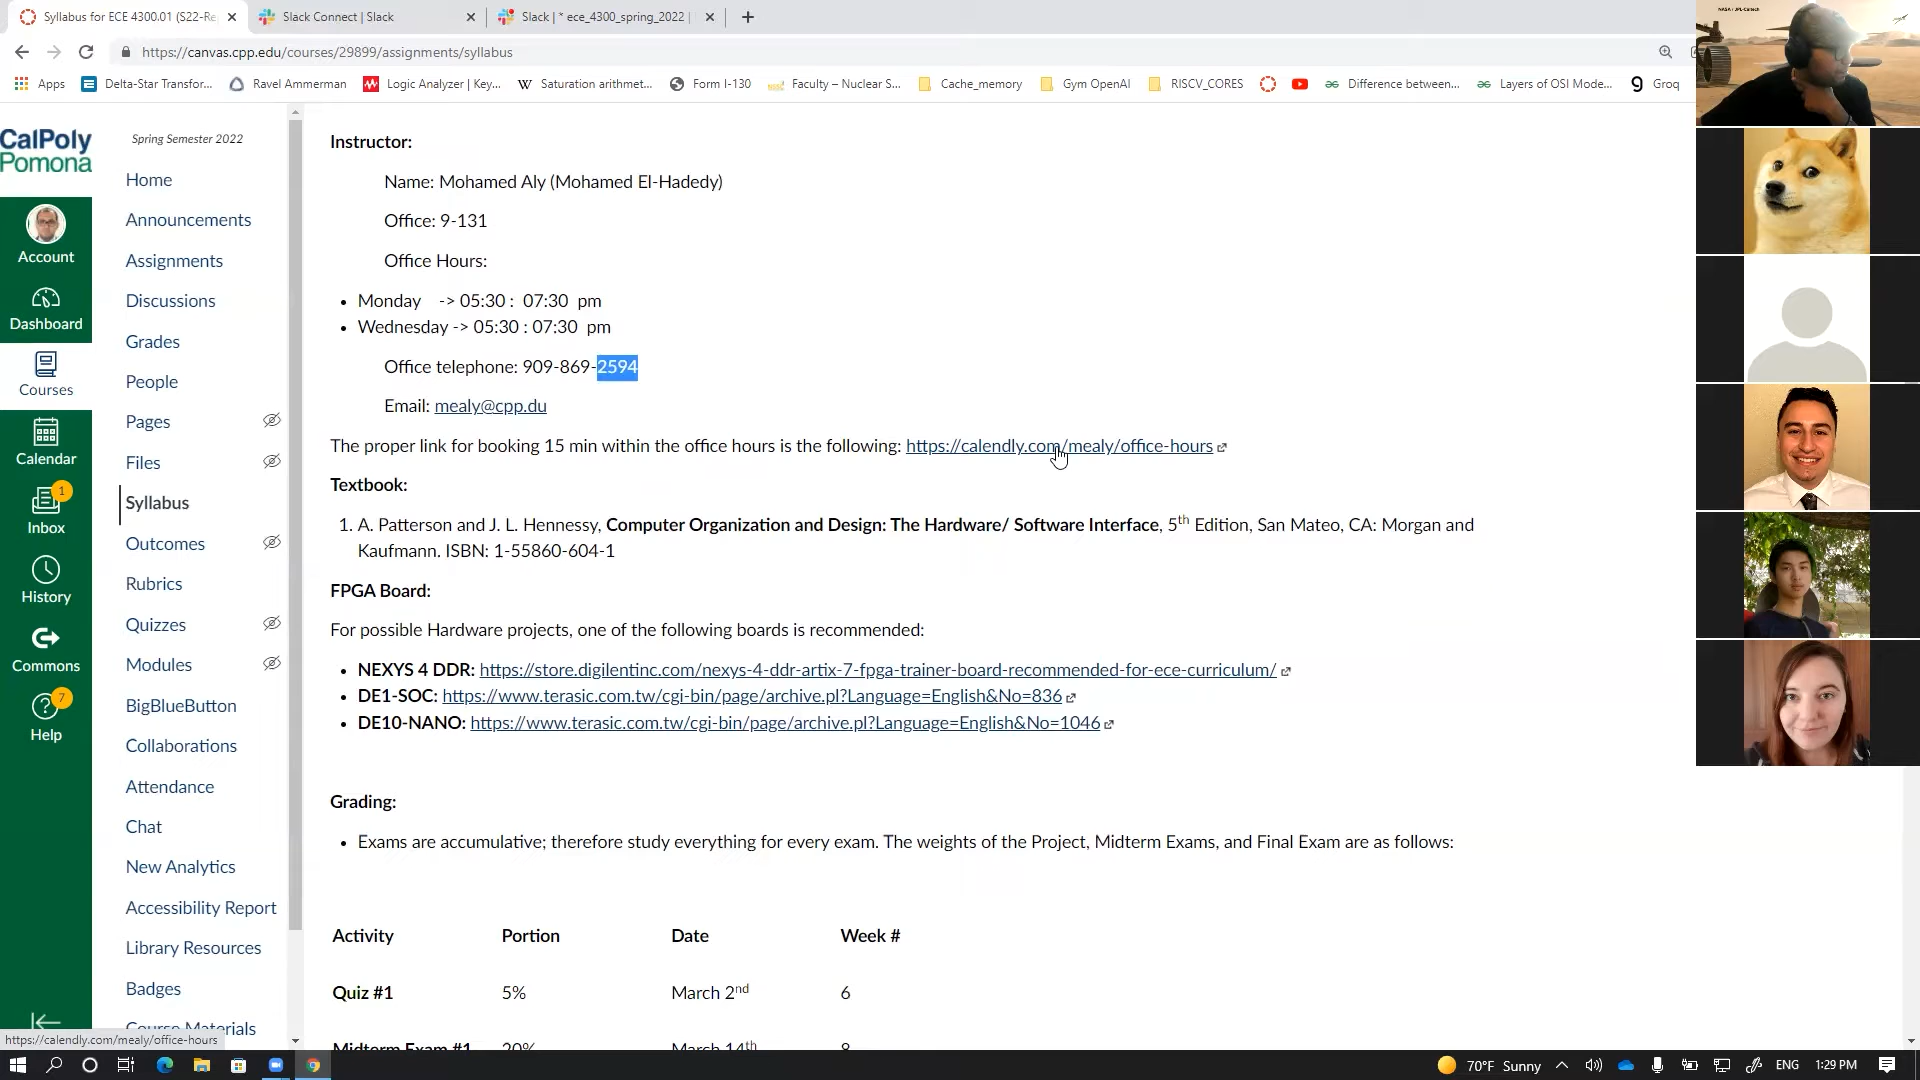 Syllabus for ECE 4300.01 (S22-Re
Slack Connect | Slack
Slack | * ece_4300_spring_2022 |
https://canvas.cpp.edu/courses/29899/assignments/syllabus
Apps
Delta-Star Transfor...
Ravel Ammerman
Logic Analyzer | Key...
Saturation arithmet...
Form I-130
Faculty – Nuclear S...
Cache_memory
Gym OpenAI
RISCV_CORES
Difference between...
Layers of OSI Mode...
Groq
NASA / JPL-Caltech
CalPoly
Pomona
Account
Dashboard
Courses
Calendar
1
Inbox
History
Commons
7
Help
Spring Semester 2022
Home
Announcements
Assignments
Discussions
Grades
People
Pages
Files
Syllabus
Outcomes
Rubrics
Quizzes
Modules
BigBlueButton
Collaborations
Attendance
Chat
New Analytics
Accessibility Report
Library Resources
Badges
Course Materials
Instructor:
Name: Mohamed Aly (Mohamed El-Hadedy)
Office: 9-131
Office Hours:
• Monday -> 05:30 : 07:30 pm
• Wednesday -> 05:30 : 07:30 pm
Office telephone: 909-869-2594
Email: mealy@cpp.du
The proper link for booking 15 min within the office hours is the following: https://calendly.com/mealy/office-hours
Textbook:
1. A. Patterson and J. L. Hennessy, Computer Organization and Design: The Hardware/ Software Interface, 5th Edition, San Mateo, CA: Morgan and
Kaufmann. ISBN: 1-55860-604-1
FPGA Board:
For possible Hardware projects, one of the following boards is recommended:
• NEXYS 4 DDR: https://store.digilentinc.com/nexys-4-ddr-artix-7-fpga-trainer-board-recommended-for-ece-curriculum/
• DE1-SOC: https://www.terasic.com.tw/cgi-bin/page/archive.pl?Language=English&No=836
• DE10-NANO: https://www.terasic.com.tw/cgi-bin/page/archive.pl?Language=English&No=1046
Grading:
• Exams are accumulative; therefore study everything for every exam. The weights of the Project, Midterm Exams, and Final Exam are as follows:
Activity Portion Date Week #
Quiz #1 5% March 2nd 6
Midterm Exam #1 20% March 14th 8
https://calendly.com/mealy/office-hours
70°F Sunny
ENG
1:29 PM